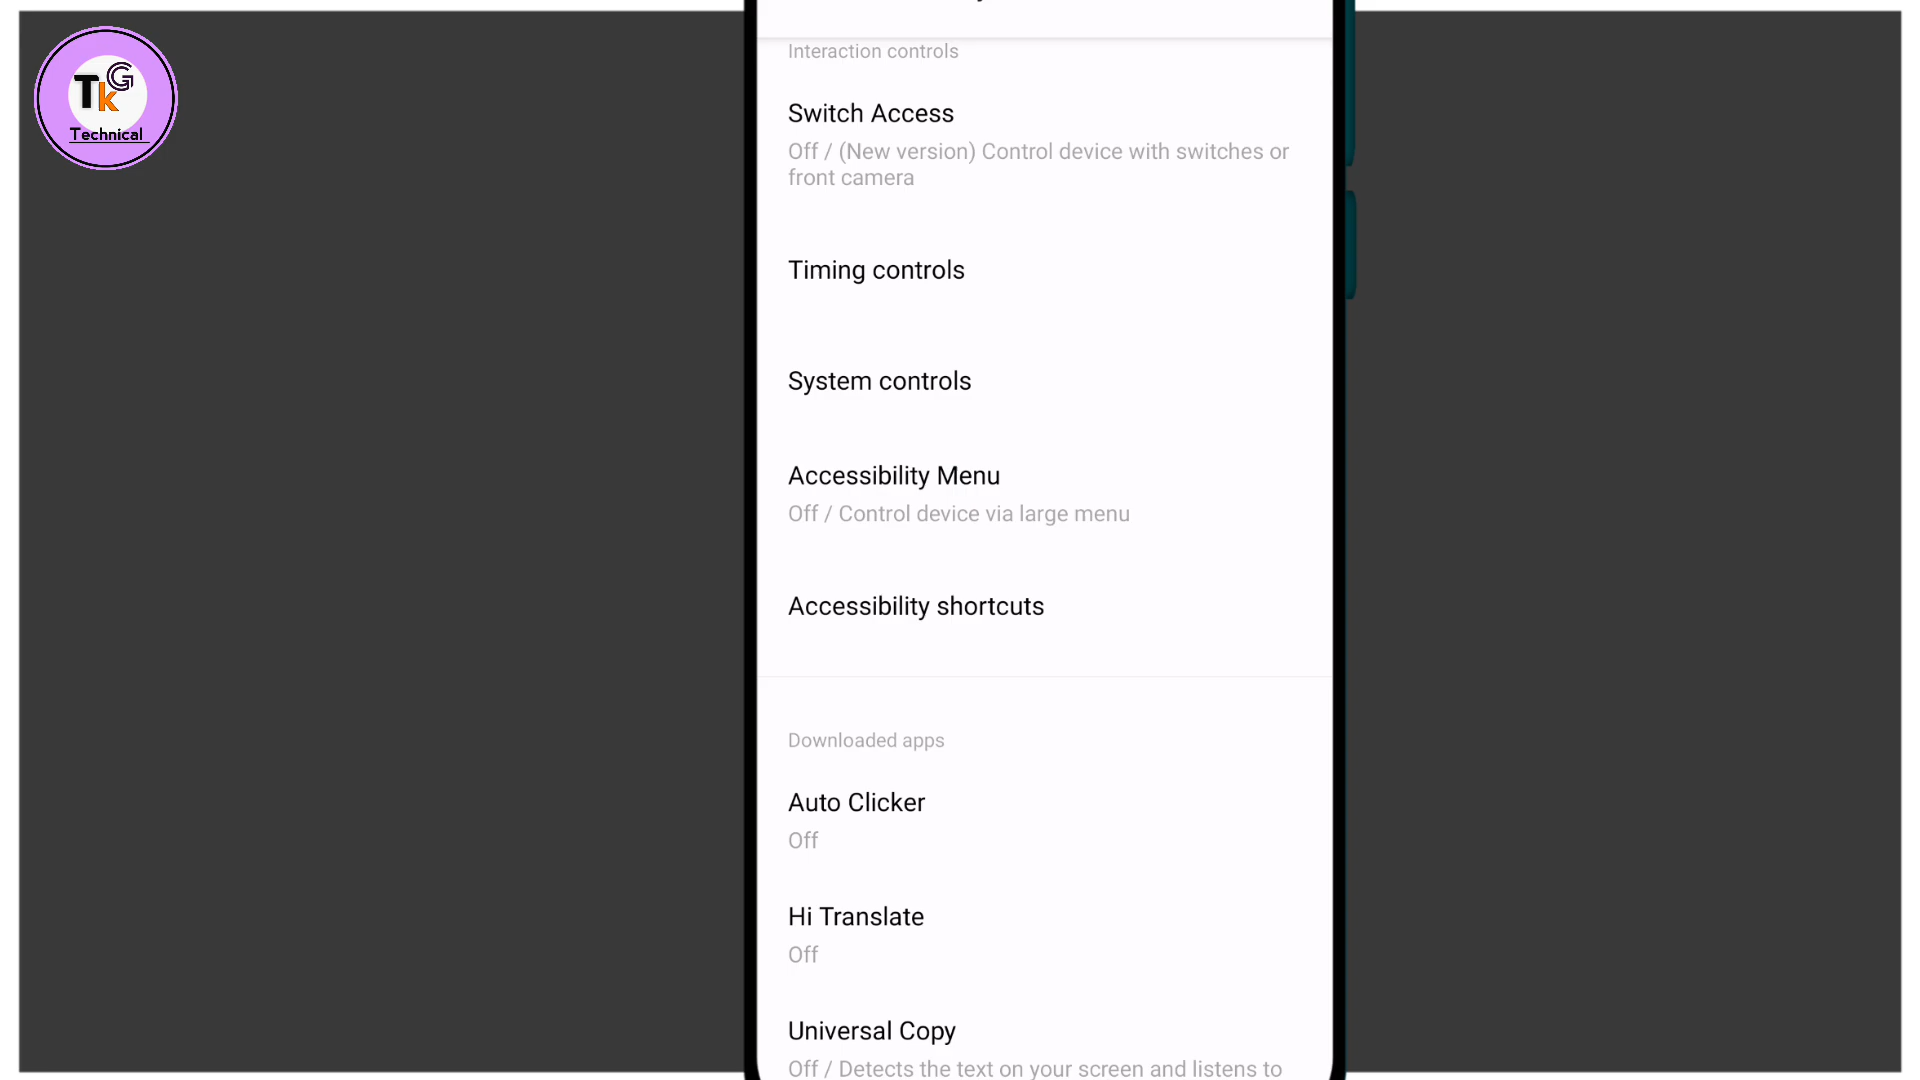 TkG
Technical
Interaction controls
Switch Access
Off / (New version) Control device with switches or
front camera
Timing controls
System controls
Accessibility Menu
Off / Control device via large menu
Accessibility shortcuts
Downloaded apps
Auto Clicker
Off
Hi Translate
Off
Universal Copy
Off / Detects the text on your screen and listens to